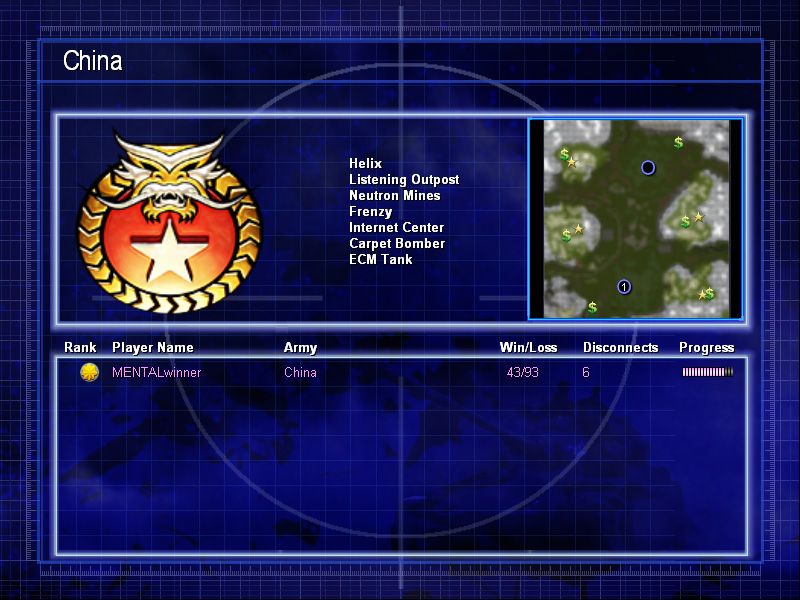 China
Helix
Listening Outpost
Neutron Mines
Frenzy
Internet Center
Carpet Bomber
ECM Tank
$
$
$
$
1
$
$
Rank Player Name Army Win/Loss Disconnects Progress
MENTALwinner China 43/93 6